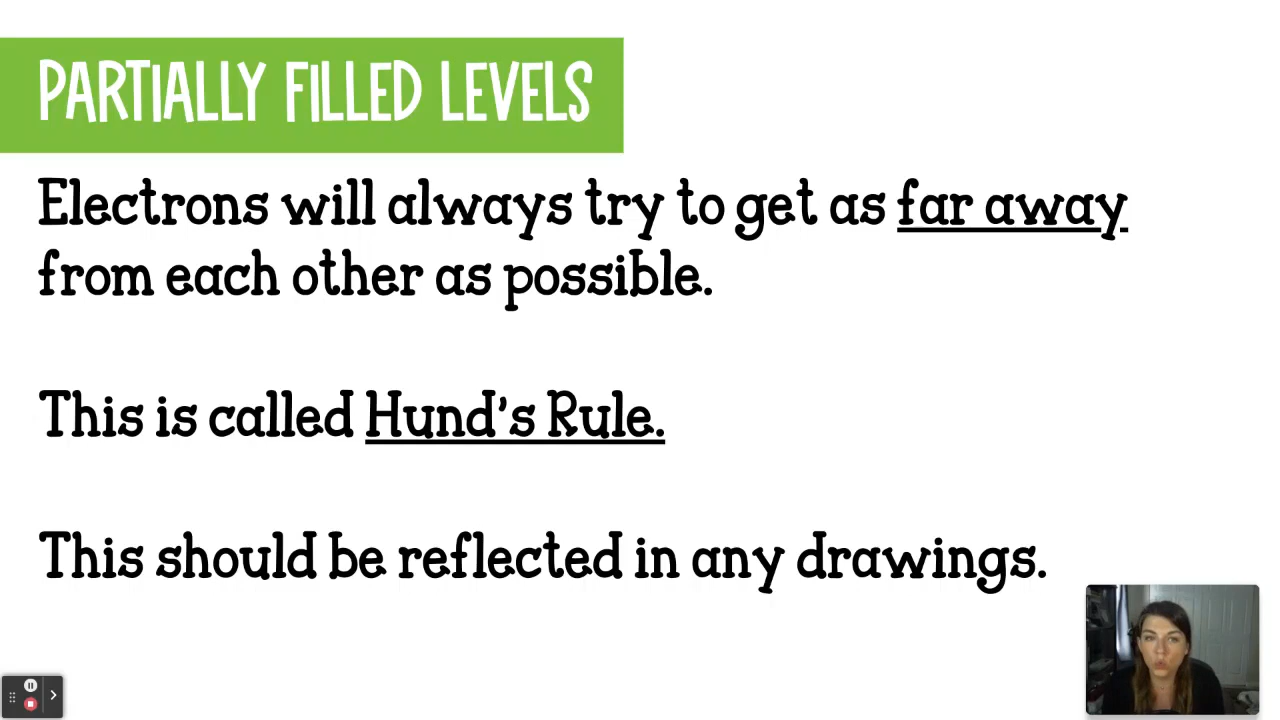 PARTIALLY FILLED LEVELS
Electrons will always try to get as far away
from each other as possible.
This is called Hund's Rule.
This should be reflected in any drawings.